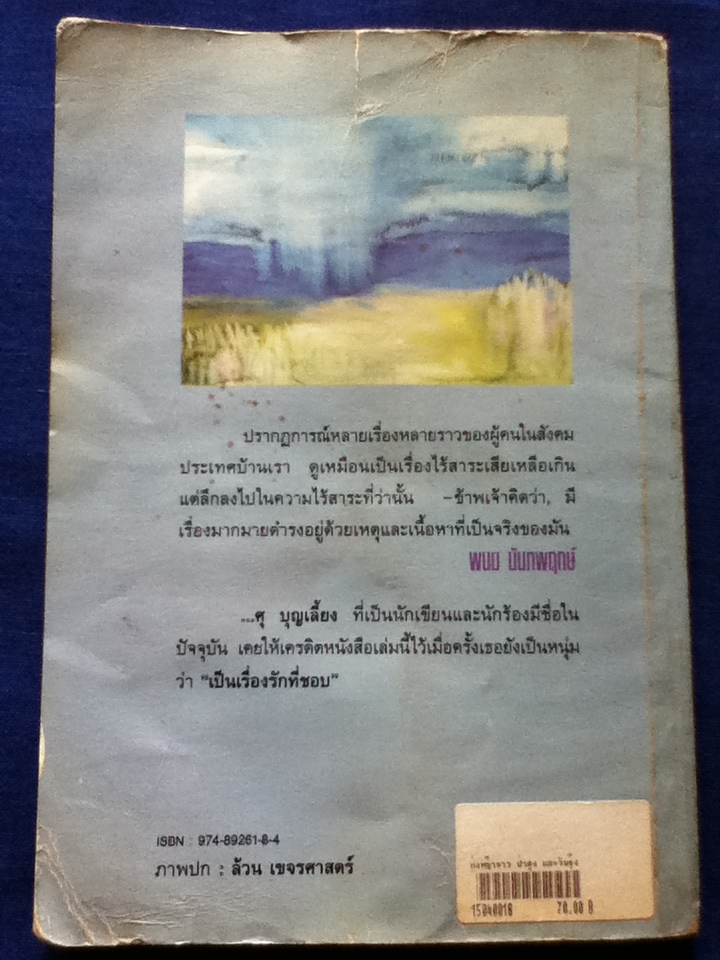 ปรากฏการณ์หลายเรื่องหลายราวของผู้คนในสังคม
ประเทศบ้านเรา ดูเหมือนเป็นเรื่องไร้สาระเสียเหลือเกิน
แต่ลึกลงไปในความไร้สาระที่ว่านั้น –ข้าพเจ้าคิดว่า, มี
เรื่องมากมายดำรงอยู่ด้วยเหตุและเนื้อหาที่เป็นจริงของมัน
พนม นันทพฤกษ์
...ศุ บุญเลี้ยง ที่เป็นนักเขียนและนักร้องมีชื่อใน
ปัจจุบัน เคยให้เครดิตหนังสือเล่มนี้ไว้เมื่อครั้งเธอยังเป็นหนุ่ม
ว่า “เป็นเรื่องรักที่ชอบ”
ISBN : 974-89261-8-4
ภาพปก : ล้วน เขจรศาสตร์
ป่าสูง
15040018 70.00 B